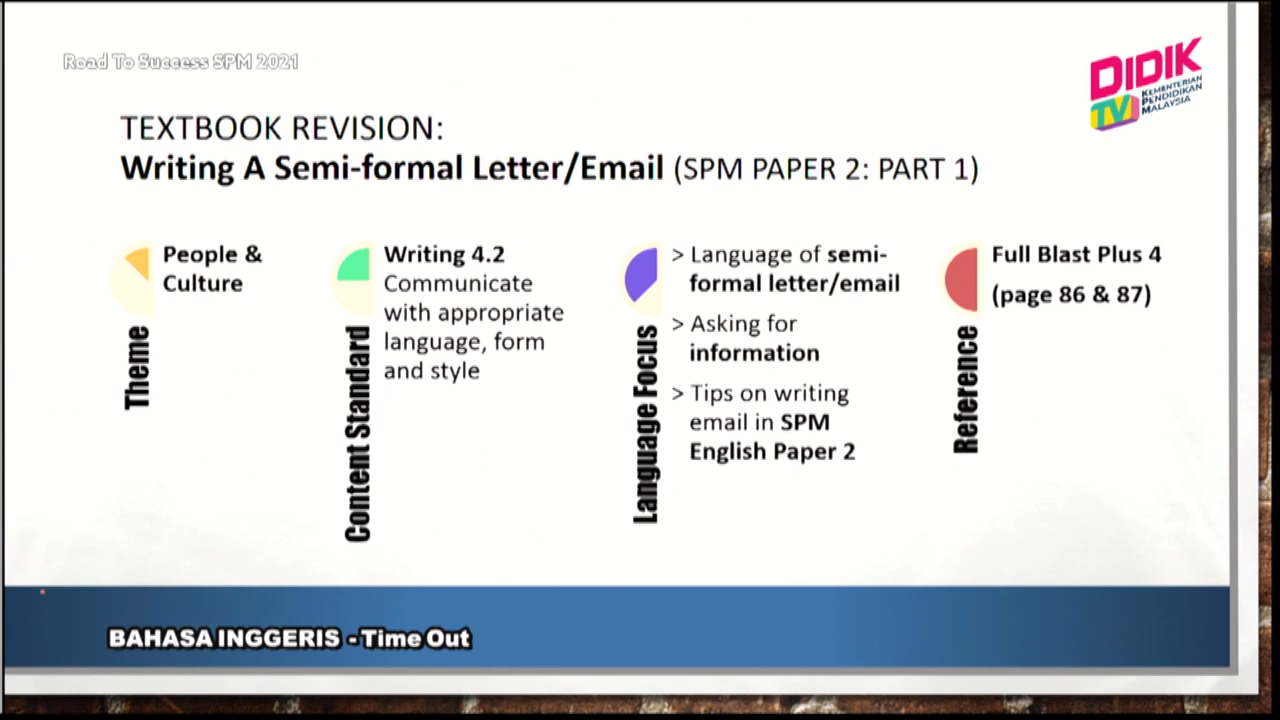 Road To Success SPM 2021
DIDIK
TV
KEMENTERIAN
PENDIDIKAN
MALAYSIA
TEXTBOOK REVISION:
Writing A Semi-formal Letter/Email (SPM PAPER 2: PART 1)
Theme
People &
Culture
Content Standard
Writing 4.2
Communicate
with appropriate
language, form
and style
Language Focus
> Language of semi-
formal letter/email
> Asking for
information
> Tips on writing
email in SPM
English Paper 2
Reference
Full Blast Plus 4
(page 86 & 87)
BAHASA INGGERIS - Time Out